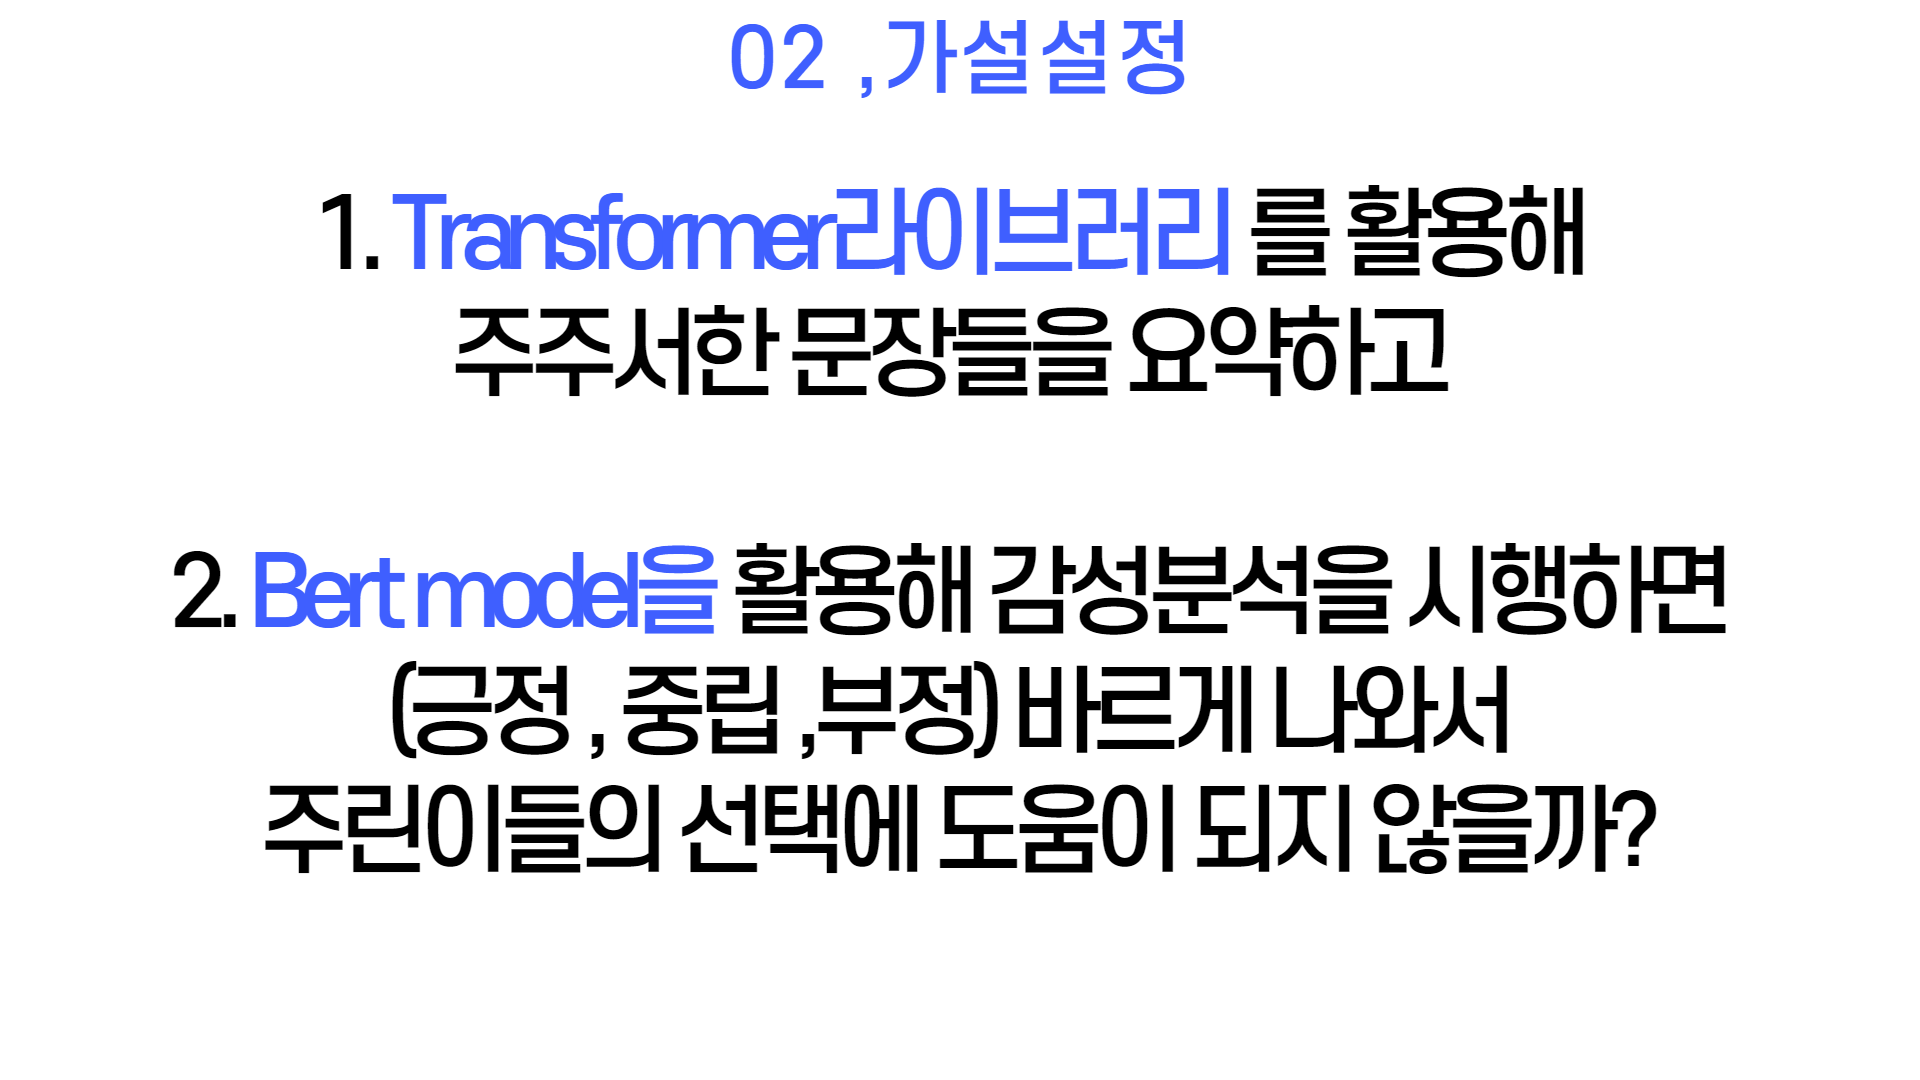 02 ,가설설정
1. Transformer라이브러리 를 활용해
주주서한 문장들을 요약하고
2. Bert model을 활용해 감성분석을 시행하면
(긍정 , 중립 ,부정) 바르게 나와서
주린이들의 선택에 도움이 되지 않을까?